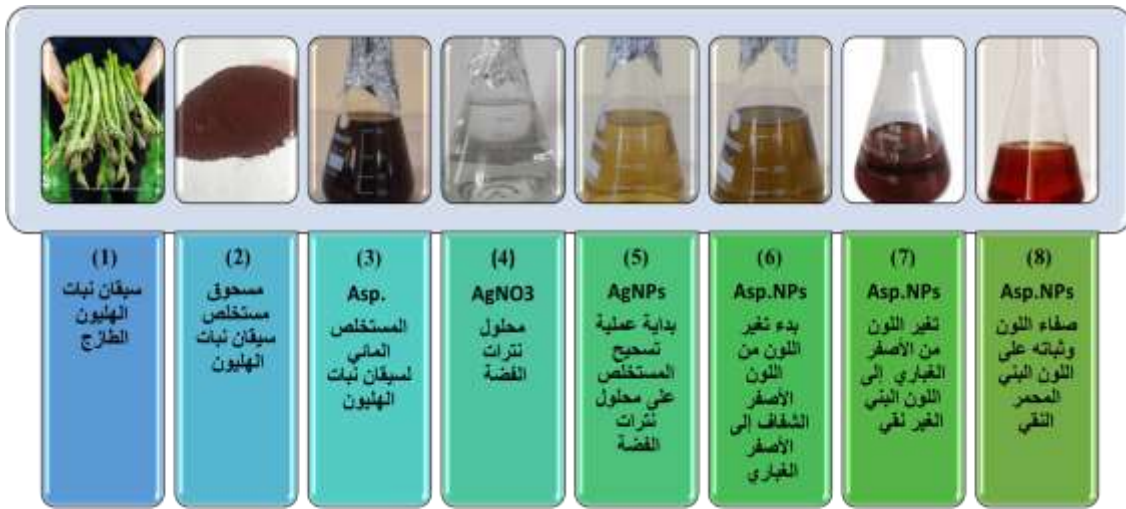 (1)
سيقان نبات
الهليون
الطازج
(2)
مسحوق
مستخلص
سيقان نبات
الهليون
(3)
Asp.
المستخلص
المائي
لسيقان نبات
الهليون
(4)
AgNO3
محلول
نترات
الفضة
(5)
AgNPs
بداية عملية
تسحيح
المستخلص
على محلول
نترات
الفضة
(6)
Asp.NPs
بدء تغير
اللون من
اللون
الأصفر
الشفاف إلى
الأصفر
الغباري
(7)
Asp.NPs
تغير اللون
من الأصفر
الغباري إلى
اللون البني
الغير نقي
(8)
Asp.NPs
صفاء اللون
وثباته على
اللون البني
المحمر
النقي